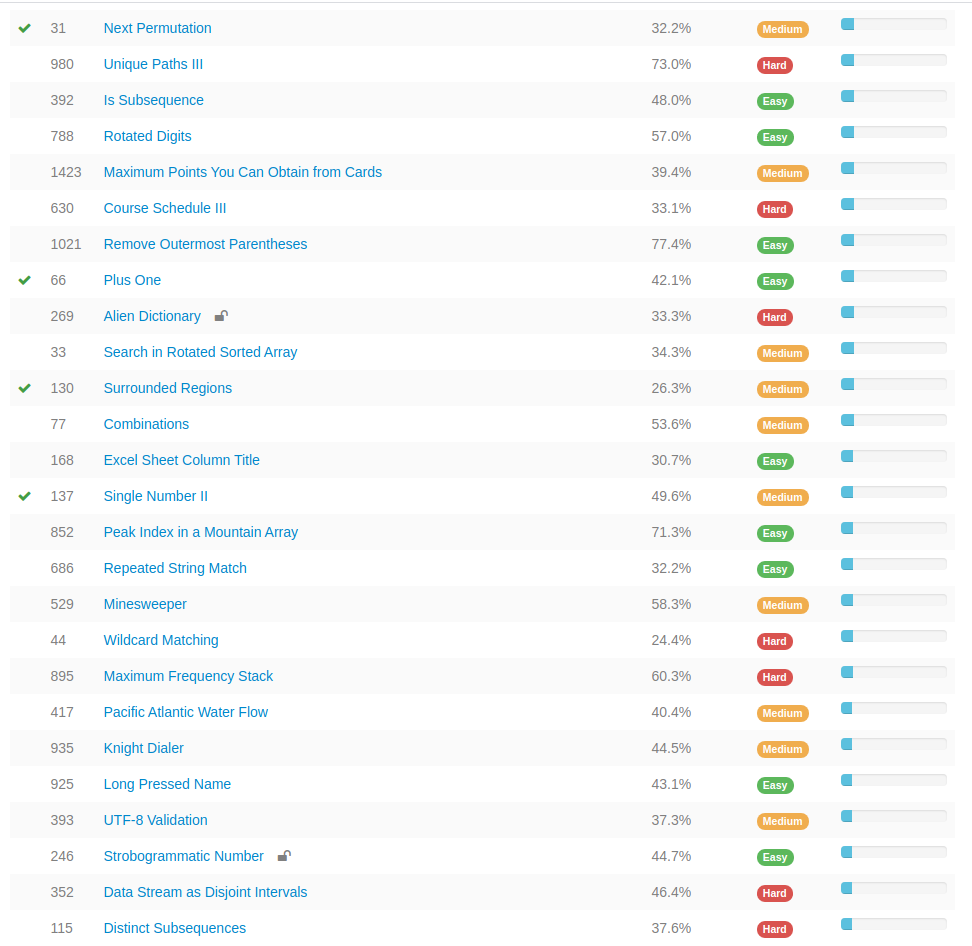 31 Next Permutation 32.2% Medium
980 Unique Paths III 73.0% Hard
392 Is Subsequence 48.0% Easy
788 Rotated Digits 57.0% Easy
1423 Maximum Points You Can Obtain from Cards 39.4% Medium
630 Course Schedule III 33.1% Hard
1021 Remove Outermost Parentheses 77.4% Easy
66 Plus One 42.1% Easy
269 Alien Dictionary 33.3% Hard
33 Search in Rotated Sorted Array 34.3% Medium
130 Surrounded Regions 26.3% Medium
77 Combinations 53.6% Medium
168 Excel Sheet Column Title 30.7% Easy
137 Single Number II 49.6% Medium
852 Peak Index in a Mountain Array 71.3% Easy
686 Repeated String Match 32.2% Easy
529 Minesweeper 58.3% Medium
44 Wildcard Matching 24.4% Hard
895 Maximum Frequency Stack 60.3% Hard
417 Pacific Atlantic Water Flow 40.4% Medium
935 Knight Dialer 44.5% Medium
925 Long Pressed Name 43.1% Easy
393 UTF-8 Validation 37.3% Medium
246 Strobogrammatic Number 44.7% Easy
352 Data Stream as Disjoint Intervals 46.4% Hard
115 Distinct Subsequences 37.6% Hard